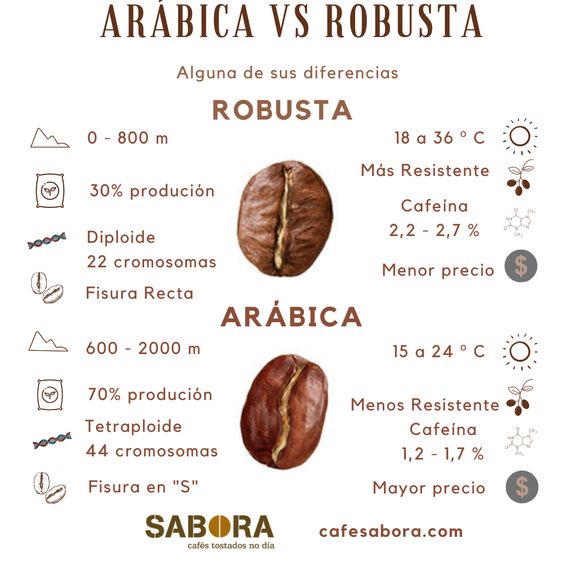 ARÁBICA VS ROBUSTA
Alguna de sus diferencias
ROBUSTA
0 - 800 m
18 a 36 º C
30% produción
Más Resistente
Diploide
22 cromosomas
Cafeína
2,2 - 2,7 %
Fisura Recta
Menor precio
$
ARÁBICA
600 - 2000 m
15 a 24 º C
70% produción
Menos Resistente
Tetraploide
44 cromosomas
Cafeína
1,2 - 1,7 %
Fisura en "S"
Mayor precio
$
SABORA
cafés tostados no día
cafesabora.com